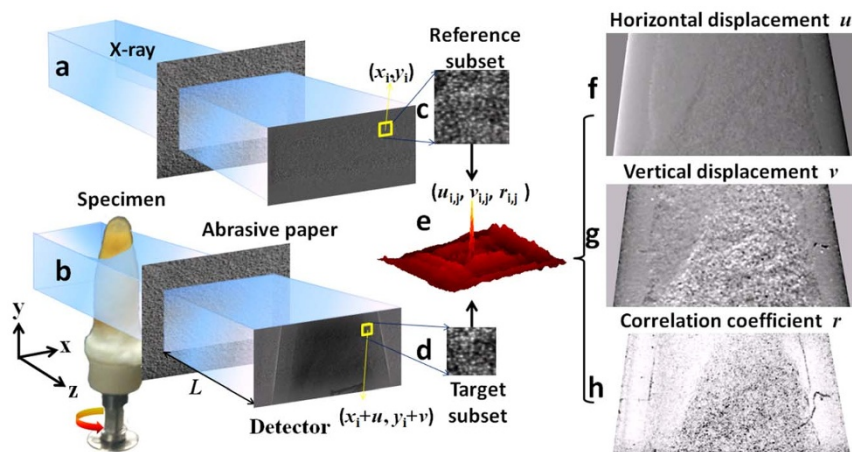 a
X-ray
(xᵢ,yᵢ)
c
Reference
subset
Specimen
b
Abrasive paper
(uᵢ,ⱼ, vᵢ,ⱼ, rᵢ,ⱼ )
e
y
x
z
L
Detector
d
(xᵢ+u, yᵢ+v)
Target
subset
Horizontal displacement u
f
Vertical displacement v
g
Correlation coefficient r
h